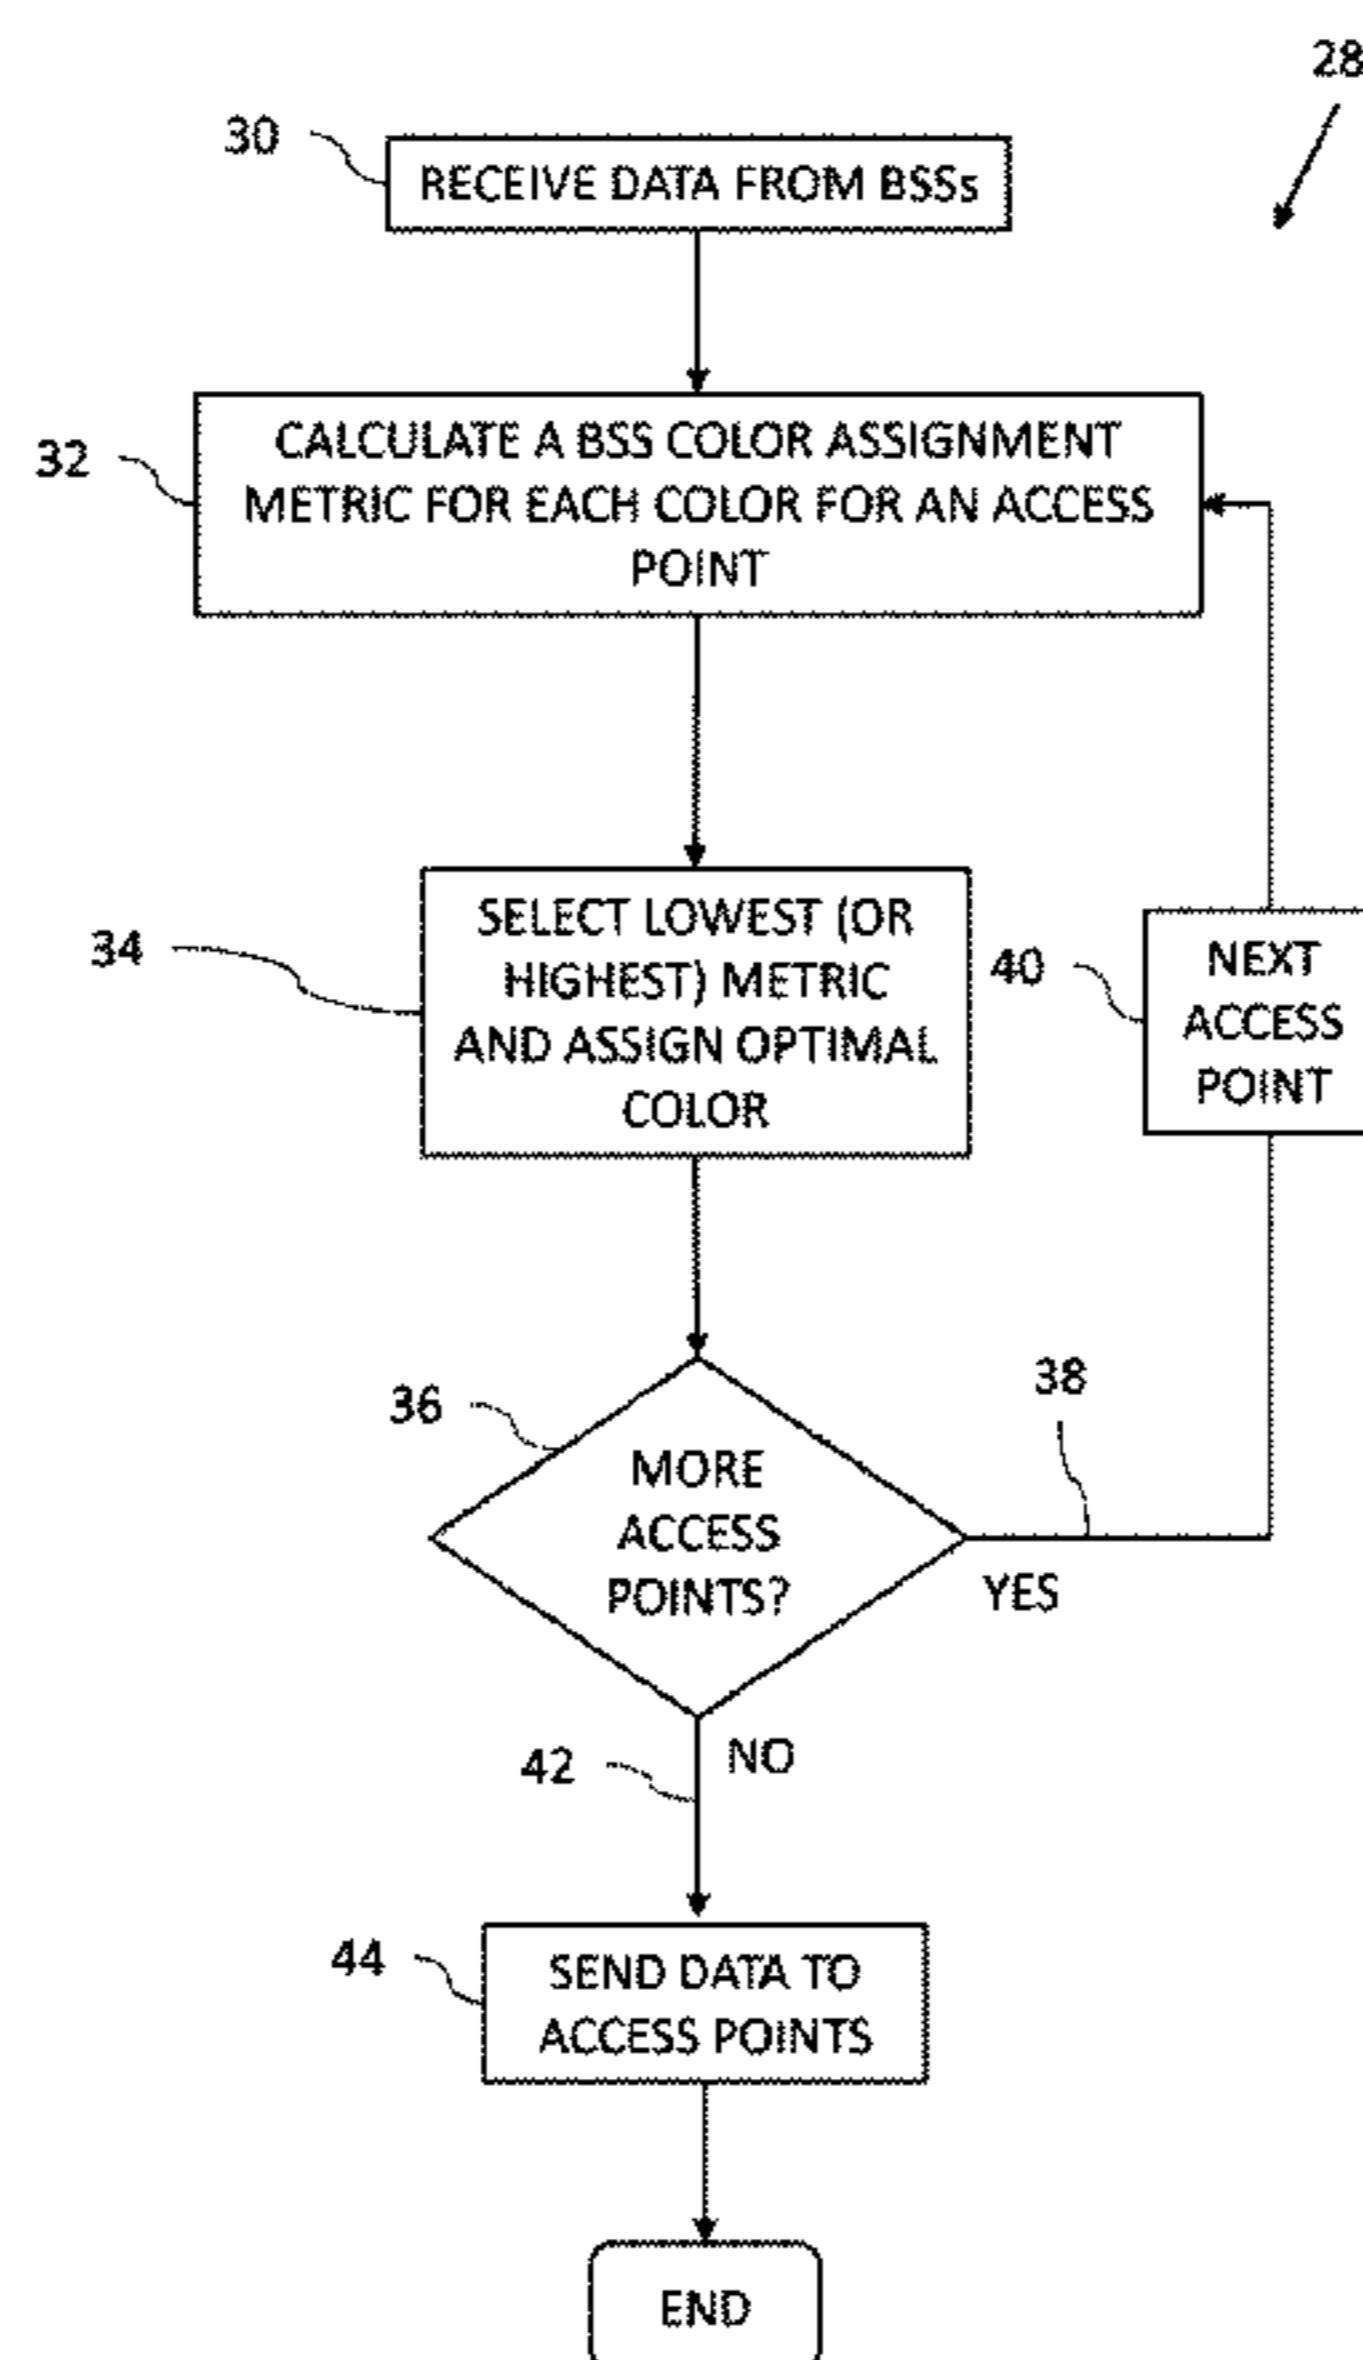 28
30
RECEIVE DATA FROM BSSs
32
CALCULATE A BSS COLOR ASSIGNMENT
METRIC FOR EACH COLOR FOR AN ACCESS
POINT
34
SELECT LOWEST (OR
HIGHEST) METRIC
AND ASSIGN OPTIMAL
COLOR
40
NEXT
ACCESS
POINT
36
MORE
ACCESS
POINTS?
38
YES
42
NO
44
SEND DATA TO
ACCESS POINTS
END